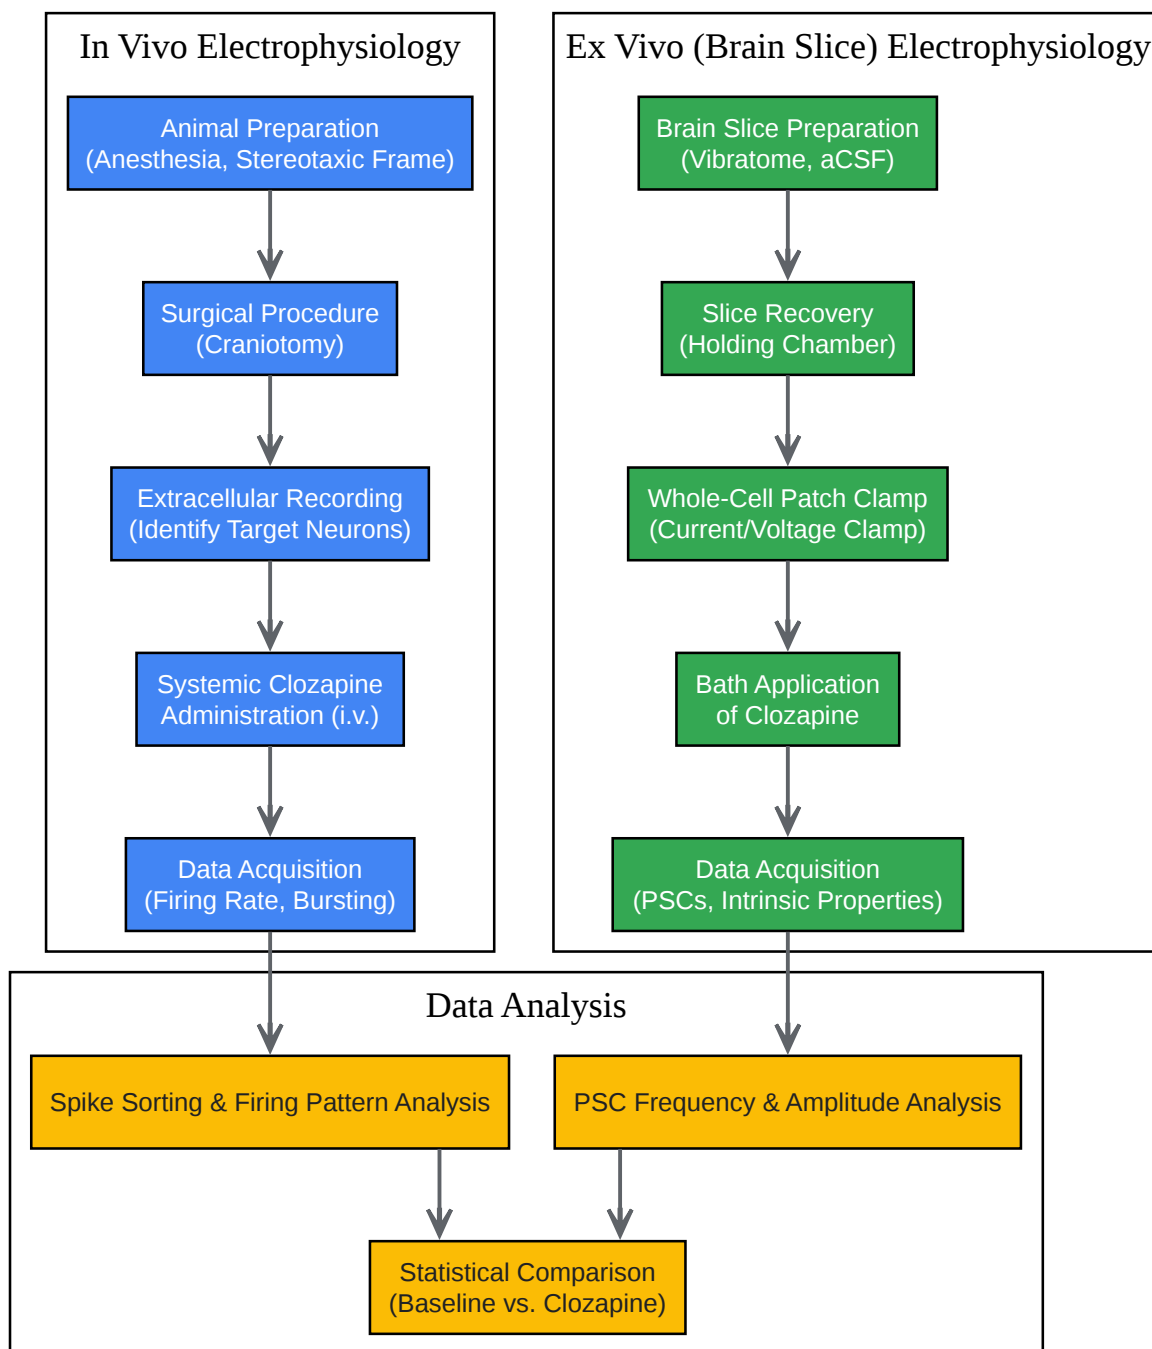 In Vivo Electrophysiology
Animal Preparation
(Anesthesia, Stereotaxic Frame)
Surgical Procedure
(Craniotomy)
Extracellular Recording
(Identify Target Neurons)
Systemic Clozapine
Administration (i.v.)
Data Acquisition
(Firing Rate, Bursting)
Ex Vivo (Brain Slice) Electrophysiology
Brain Slice Preparation
(Vibratome, aCSF)
Slice Recovery
(Holding Chamber)
Whole-Cell Patch Clamp
(Current/Voltage Clamp)
Bath Application
of Clozapine
Data Acquisition
(PSCs, Intrinsic Properties)
Data Analysis
Spike Sorting & Firing Pattern Analysis
PSC Frequency & Amplitude Analysis
Statistical Comparison
(Baseline vs. Clozapine)